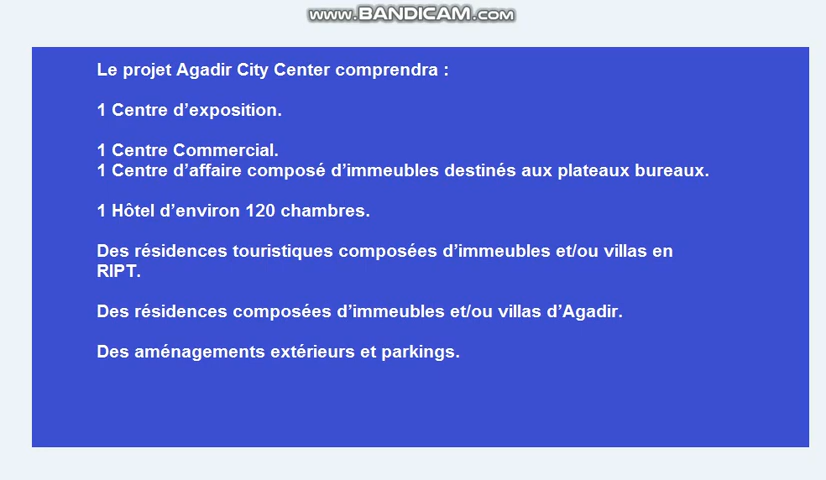 www.BANDICAM.com
Le projet Agadir City Center comprendra :
1 Centre d’exposition.
1 Centre Commercial.
1 Centre d’affaire composé d’immeubles destinés aux plateaux bureaux.
1 Hôtel d’environ 120 chambres.
Des résidences touristiques composées d’immeubles et/ou villas en
RIPT.
Des résidences composées d’immeubles et/ou villas d’Agadir.
Des aménagements extérieurs et parkings.